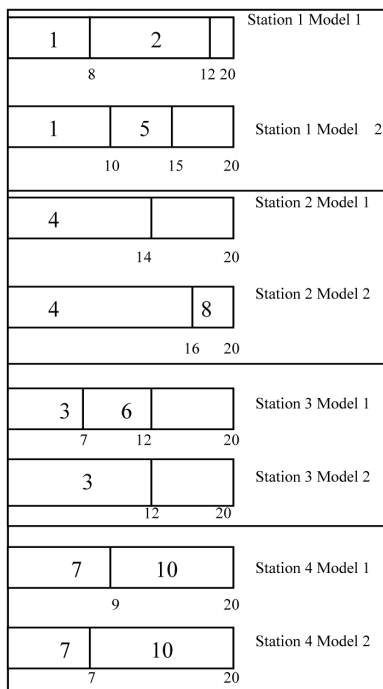 Station 1 Model 1
1 2
8 12 20
1 5 Station 1 Model 2
10 15 20
4 Station 2 Model 1
14 20
4 8 Station 2 Model 2
16 20
3 6 Station 3 Model 1
7 12 20
3 Station 3 Model 2
12 20
7 10 Station 4 Model 1
9 20
7 10 Station 4 Model 2
7 20